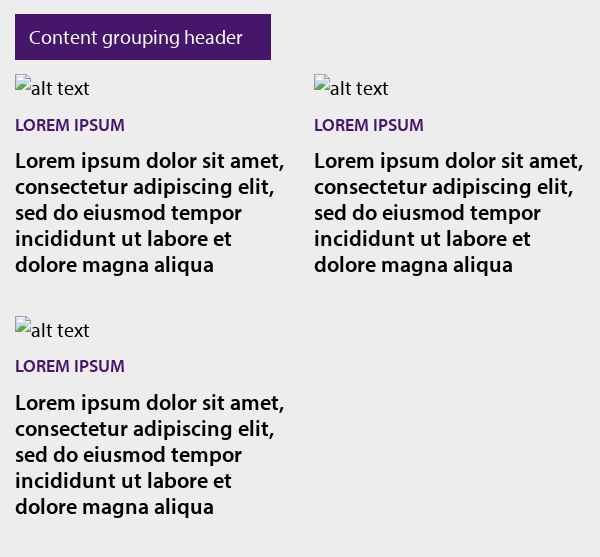 Content grouping header
alt text
LOREM IPSUM
Lorem ipsum dolor sit amet,
consectetur adipiscing elit,
sed do eiusmod tempor
incididunt ut labore et
dolore magna aliqua
alt text
LOREM IPSUM
Lorem ipsum dolor sit amet,
consectetur adipiscing elit,
sed do eiusmod tempor
incididunt ut labore et
dolore magna aliqua
alt text
LOREM IPSUM
Lorem ipsum dolor sit amet,
consectetur adipiscing elit,
sed do eiusmod tempor
incididunt ut labore et
dolore magna aliqua